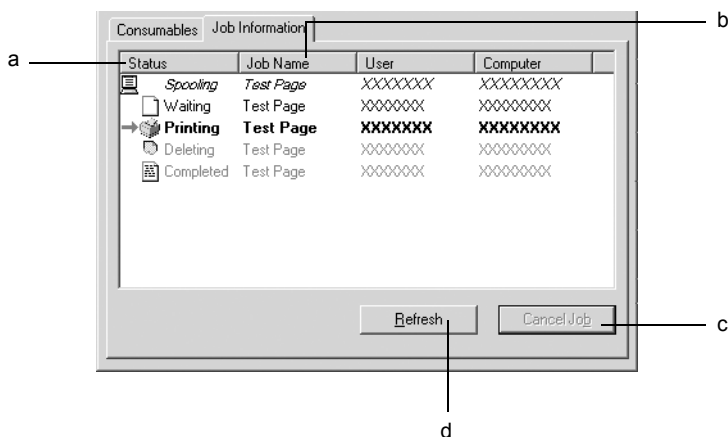 Consumables Job Information
b
a
Status Job Name User Computer
Spooling Test Page XXXXXXX XXXXXXXX
Waiting Test Page XXXXXXX XXXXXXXX
Printing Test Page XXXXXXX XXXXXXXX
Deleting Test Page XXXXXXX XXXXXXXX
Completed Test Page XXXXXXX XXXXXXXX
Refresh Cancel Job
c
d